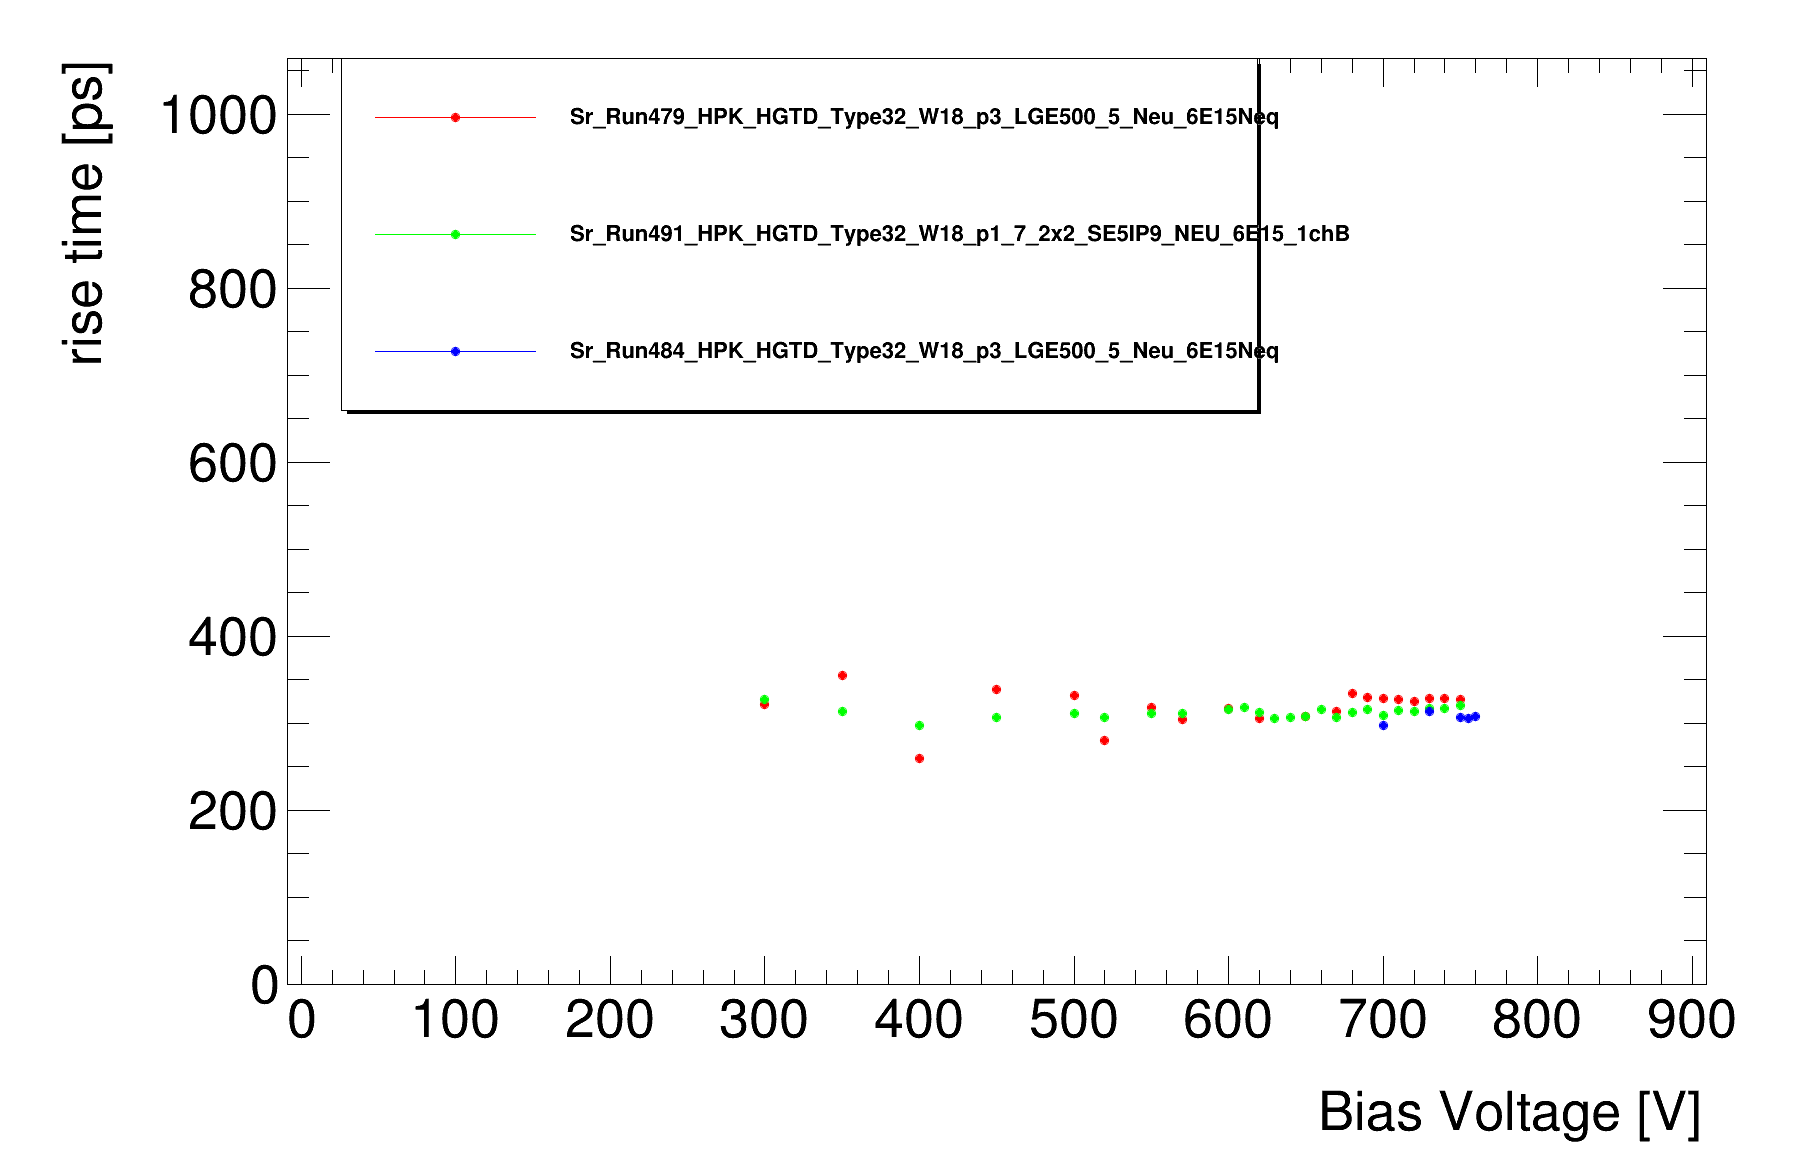 rise time [ps]
1000
800
600
400
200
0
Sr_Run479_HPK_HGTD_Type32_W18_p3_LGE500_5_Neu_6E15Neq
Sr_Run491_HPK_HGTD_Type32_W18_p1_7_2x2_SE5IP9_NEU_6E15_1chB
Sr_Run484_HPK_HGTD_Type32_W18_p3_LGE500_5_Neu_6E15Neq
0 100 200 300 400 500 600 700 800 900
Bias Voltage [V]